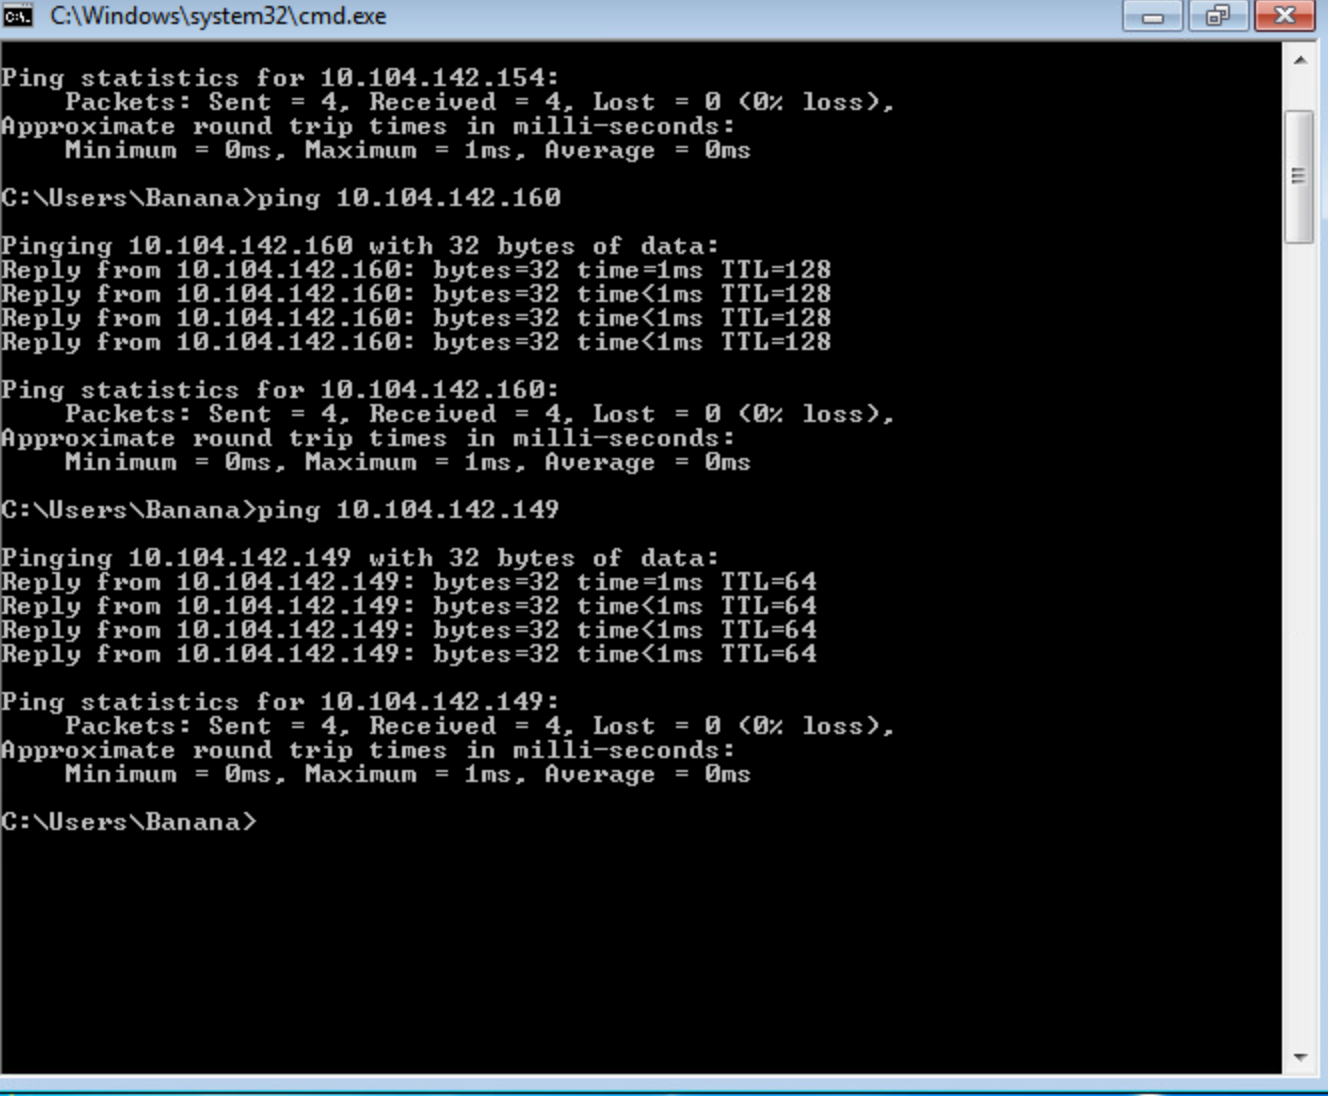 C:\Windows\system32\cmd.exe
Ping statistics for 10.104.142.154:
    Packets: Sent = 4, Received = 4, Lost = 0 (0% loss),
Approximate round trip times in milli-seconds:
    Minimum = 0ms, Maximum = 1ms, Average = 0ms
C:\Users\Banana>ping 10.104.142.160
Pinging 10.104.142.160 with 32 bytes of data:
Reply from 10.104.142.160: bytes=32 time=1ms TTL=128
Reply from 10.104.142.160: bytes=32 time<1ms TTL=128
Reply from 10.104.142.160: bytes=32 time<1ms TTL=128
Reply from 10.104.142.160: bytes=32 time<1ms TTL=128
Ping statistics for 10.104.142.160:
    Packets: Sent = 4, Received = 4, Lost = 0 (0% loss),
Approximate round trip times in milli-seconds:
    Minimum = 0ms, Maximum = 1ms, Average = 0ms
C:\Users\Banana>ping 10.104.142.149
Pinging 10.104.142.149 with 32 bytes of data:
Reply from 10.104.142.149: bytes=32 time=1ms TTL=64
Reply from 10.104.142.149: bytes=32 time<1ms TTL=64
Reply from 10.104.142.149: bytes=32 time<1ms TTL=64
Reply from 10.104.142.149: bytes=32 time<1ms TTL=64
Ping statistics for 10.104.142.149:
    Packets: Sent = 4, Received = 4, Lost = 0 (0% loss),
Approximate round trip times in milli-seconds:
    Minimum = 0ms, Maximum = 1ms, Average = 0ms
C:\Users\Banana>